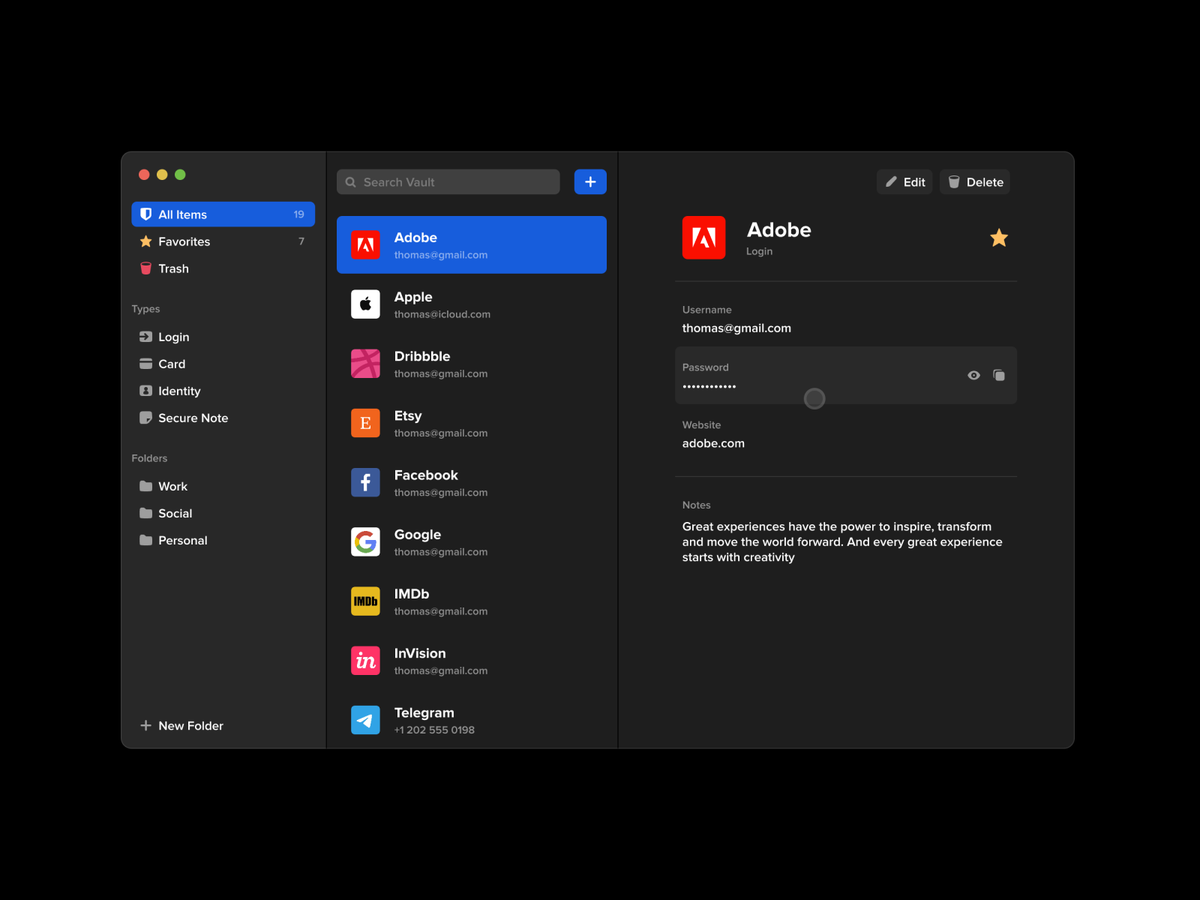 All Items 19
Favorites 7
Trash
Types
Login
Card
Identity
Secure Note
Folders
Work
Social
Personal
New Folder
Search Vault
Adobe
thomas@gmail.com
Apple
thomas@icloud.com
Dribbble
thomas@gmail.com
E
Etsy
thomas@gmail.com
f
Facebook
thomas@gmail.com
G
Google
thomas@gmail.com
IMDb
IMDb
thomas@gmail.com
in
InVision
thomas@gmail.com
Telegram
+1 202 555 0198
Edit
Delete
Adobe
Login
Username
thomas@gmail.com
Password
••••••••••••
Website
adobe.com
Notes
Great experiences have the power to inspire, transform
and move the world forward. And every great experience
starts with creativity